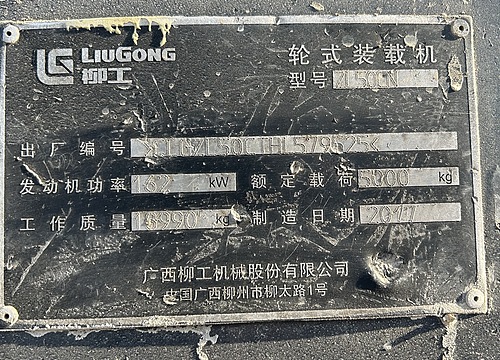 LIUGONG
柳工
轮式装载机
型号 ZL50CN
出厂编号
发动机功率 162 kW 额定载荷 5000 kg
工作质量 kg 制造日期 2017
广西柳工机械股份有限公司
中国广西柳州市柳太路1号